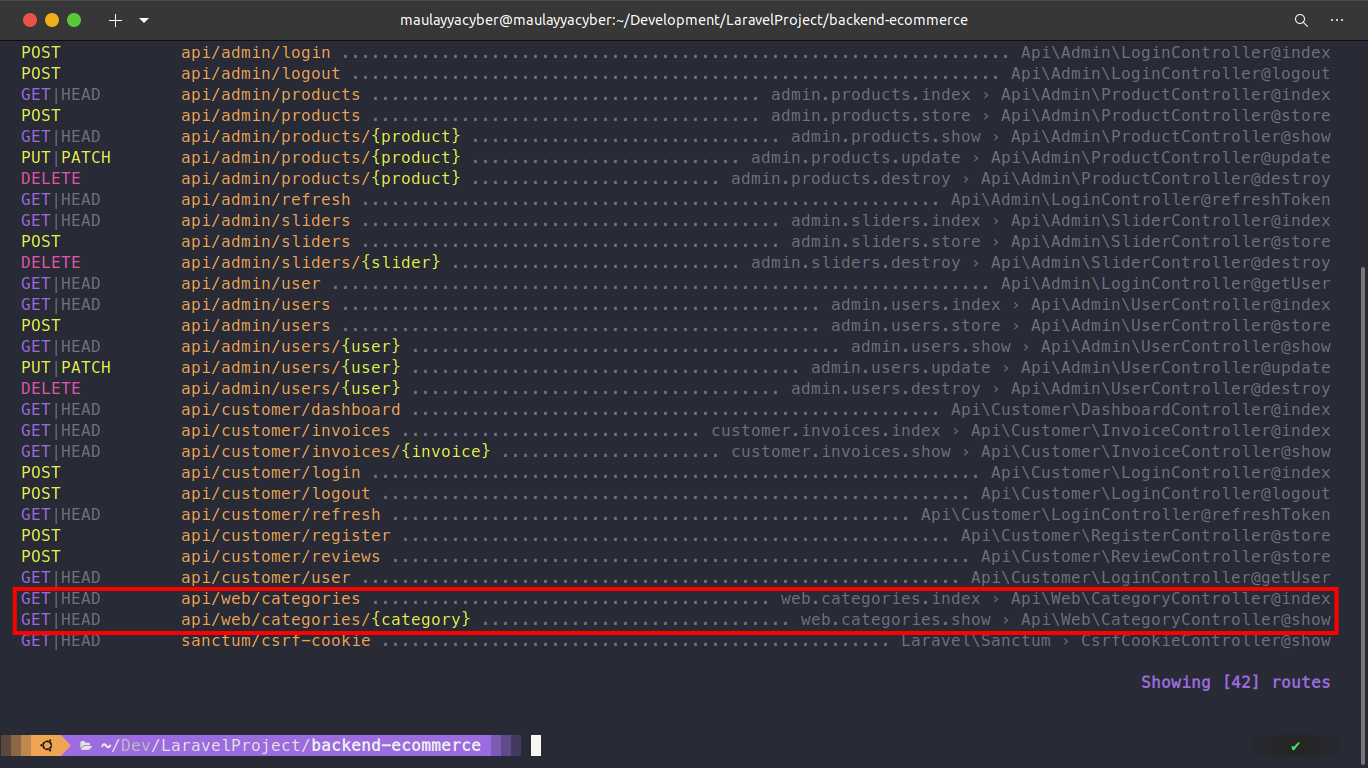 maulayyacyber@maulayyacyber:~/Development/LaravelProject/backend-ecommerce
POST api/admin/login ................................................................... Api\Admin\LoginController@index
POST api/admin/logout ................................................................. Api\Admin\LoginController@logout
GET|HEAD api/admin/products .......................................... admin.products.index › Api\Admin\ProductController@index
POST api/admin/products .......................................... admin.products.store › Api\Admin\ProductController@store
GET|HEAD api/admin/products/{product} ............................... admin.products.show › Api\Admin\ProductController@show
PUT|PATCH api/admin/products/{product} ........................... admin.products.update › Api\Admin\ProductController@update
DELETE api/admin/products/{product} ......................... admin.products.destroy › Api\Admin\ProductController@destroy
GET|HEAD api/admin/refresh .......................................................... Api\Admin\LoginController@refreshToken
GET|HEAD api/admin/sliders .......................................... admin.sliders.index › Api\Admin\SliderController@index
POST api/admin/sliders .......................................... admin.sliders.store › Api\Admin\SliderController@store
DELETE api/admin/sliders/{slider} ............................. admin.sliders.destroy › Api\Admin\SliderController@destroy
GET|HEAD api/admin/user .................................................................. Api\Admin\LoginController@getUser
GET|HEAD api/admin/users ................................................ admin.users.index › Api\Admin\UserController@index
POST api/admin/users ................................................ admin.users.store › Api\Admin\UserController@store
GET|HEAD api/admin/users/{user} ........................................... admin.users.show › Api\Admin\UserController@show
PUT|PATCH api/admin/users/{user} ....................................... admin.users.update › Api\Admin\UserController@update
DELETE api/admin/users/{user} ..................................... admin.users.destroy › Api\Admin\UserController@destroy
GET|HEAD api/customer/dashboard ..................................................... Api\Customer\DashboardController@index
GET|HEAD api/customer/invoices .............................. customer.invoices.index › Api\Customer\InvoiceController@index
GET|HEAD api/customer/invoices/{invoice} ...................... customer.invoices.show › Api\Customer\InvoiceController@show
POST api/customer/login ............................................................. Api\Customer\LoginController@index
POST api/customer/logout ........................................................... Api\Customer\LoginController@logout
GET|HEAD api/customer/refresh .................................................... Api\Customer\LoginController@refreshToken
POST api/customer/register ....................................................... Api\Customer\RegisterController@store
POST api/customer/reviews .......................................................... Api\Customer\ReviewController@store
GET|HEAD api/customer/user ............................................................ Api\Customer\LoginController@getUser
GET|HEAD api/web/categories .......................................... web.categories.index › Api\Web\CategoryController@index
GET|HEAD api/web/categories/{category} ............................... web.categories.show › Api\Web\CategoryController@show
GET|HEAD sanctum/csrf-cookie ................................................... Laravel\Sanctum › CsrfCookieController@show
Showing [42] routes
~/Dev/LaravelProject/backend-ecommerce